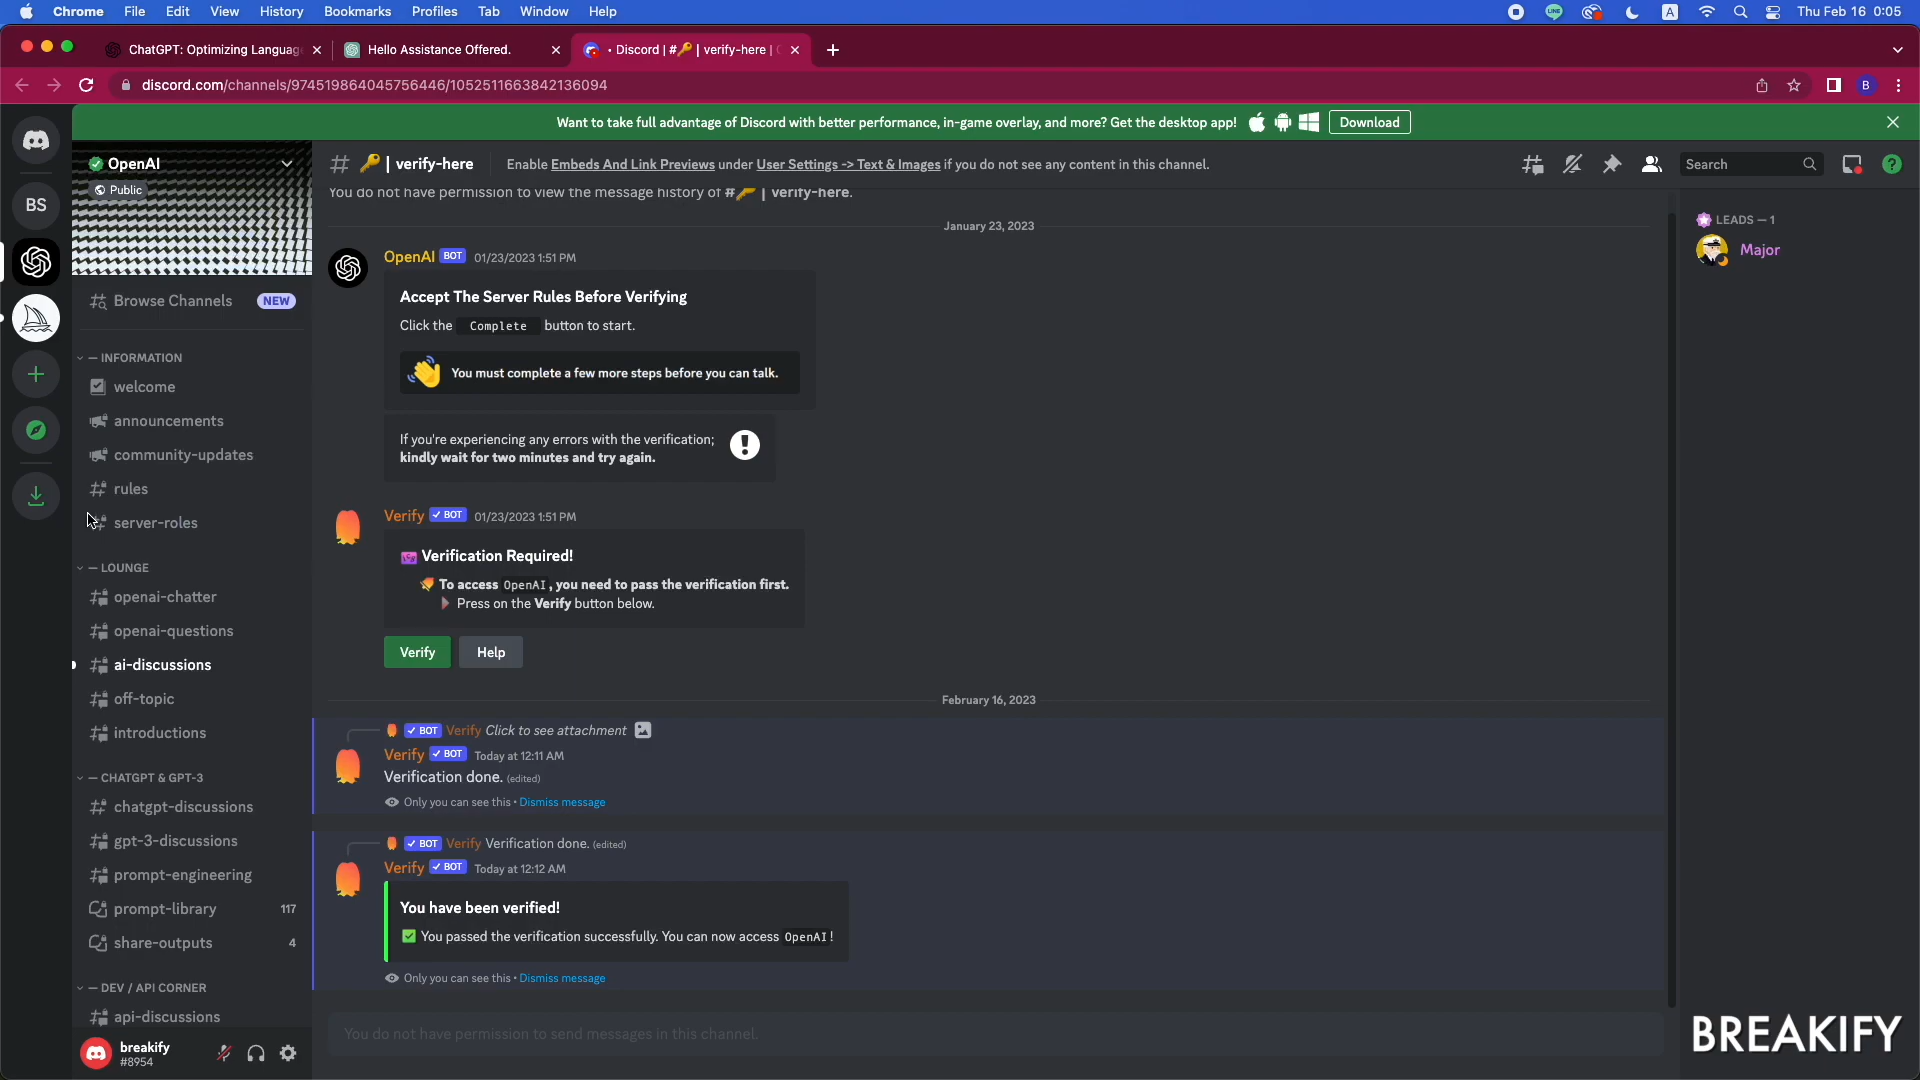 Chrome File Edit View History Bookmarks Profiles Tab Window Help
LINE
A
Thu Feb 16 0:05
ChatGPT: Optimizing Languag
Hello Assistance Offered.
• Discord | #🔑 | verify-here |
discord.com/channels/974519864045756446/1052511663842136094
B
Want to take full advantage of Discord with better performance, in-game overlay, and more? Get the desktop app!
Download
OpenAI
Public
BS
Browse Channels NEW
— INFORMATION
welcome
announcements
community-updates
rules
server-roles
— LOUNGE
openai-chatter
openai-questions
ai-discussions
off-topic
introductions
— CHATGPT & GPT-3
chatgpt-discussions
gpt-3-discussions
prompt-engineering
prompt-library 117
share-outputs 4
— DEV / API CORNER
api-discussions
breakify
#8954
# 🔑 | verify-here
Enable Embeds And Link Previews under User Settings -> Text & Images if you do not see any content in this channel.
Search
You do not have permission to view the message history of #🔑 | verify-here.
January 23, 2023
OpenAI BOT 01/23/2023 1:51 PM
Accept The Server Rules Before Verifying
Click the Complete button to start.
You must complete a few more steps before you can talk.
If you're experiencing any errors with the verification;
kindly wait for two minutes and try again.
Verify ✓ BOT 01/23/2023 1:51 PM
Verification Required!
To access OpenAI, you need to pass the verification first.
Press on the Verify button below.
Verify Help
February 16, 2023
✓ BOT Verify Click to see attachment
Verify ✓ BOT Today at 12:11 AM
Verification done. (edited)
Only you can see this • Dismiss message
✓ BOT Verify Verification done. (edited)
Verify ✓ BOT Today at 12:12 AM
You have been verified!
✅ You passed the verification successfully. You can now access OpenAI!
Only you can see this • Dismiss message
You do not have permission to send messages in this channel.
LEADS — 1
Major
BREAKIFY